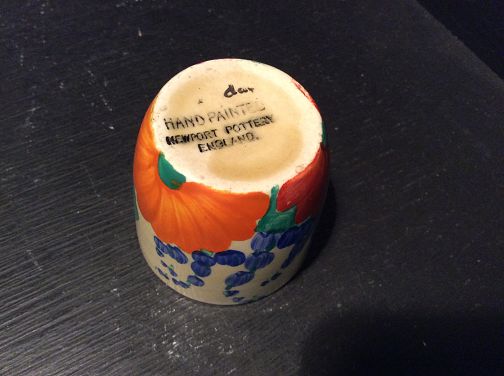 HAND PAINTED
NEWPORT POTTERY
ENGLAND.